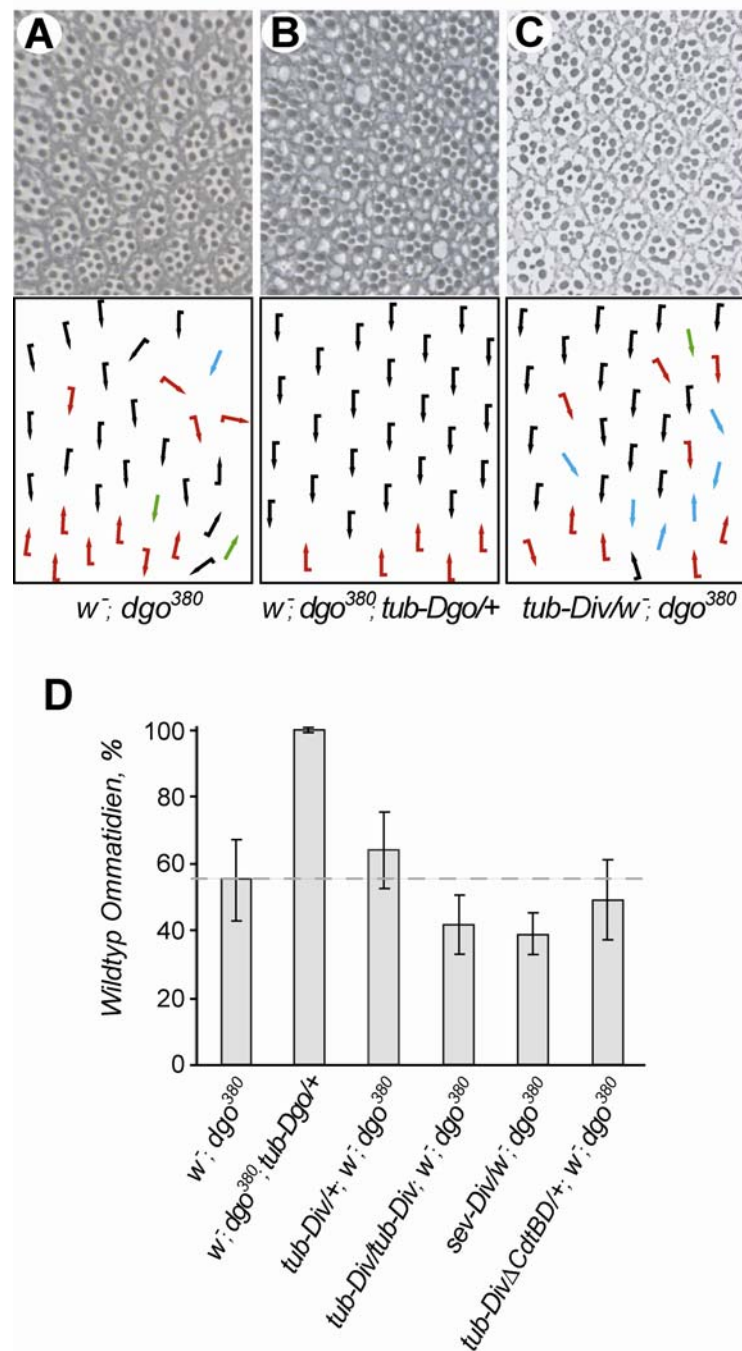 A
B
C
w⁻; dgo³⁸⁰
w⁻; dgo³⁸⁰; tub-Dgo/+
tub-Div/w⁻; dgo³⁸⁰
D
Wildtyp Ommatidien, %
100
80
60
40
20
0
w⁻; dgo³⁸⁰
w⁻; dgo³⁸⁰; tub-Dgo/+
tub-Div/+; w⁻; dgo³⁸⁰
tub-Div/tub-Div; w⁻; dgo³⁸⁰
sev-Div/w⁻; dgo³⁸⁰
tub-DivΔCdtBD/+; w⁻; dgo³⁸⁰